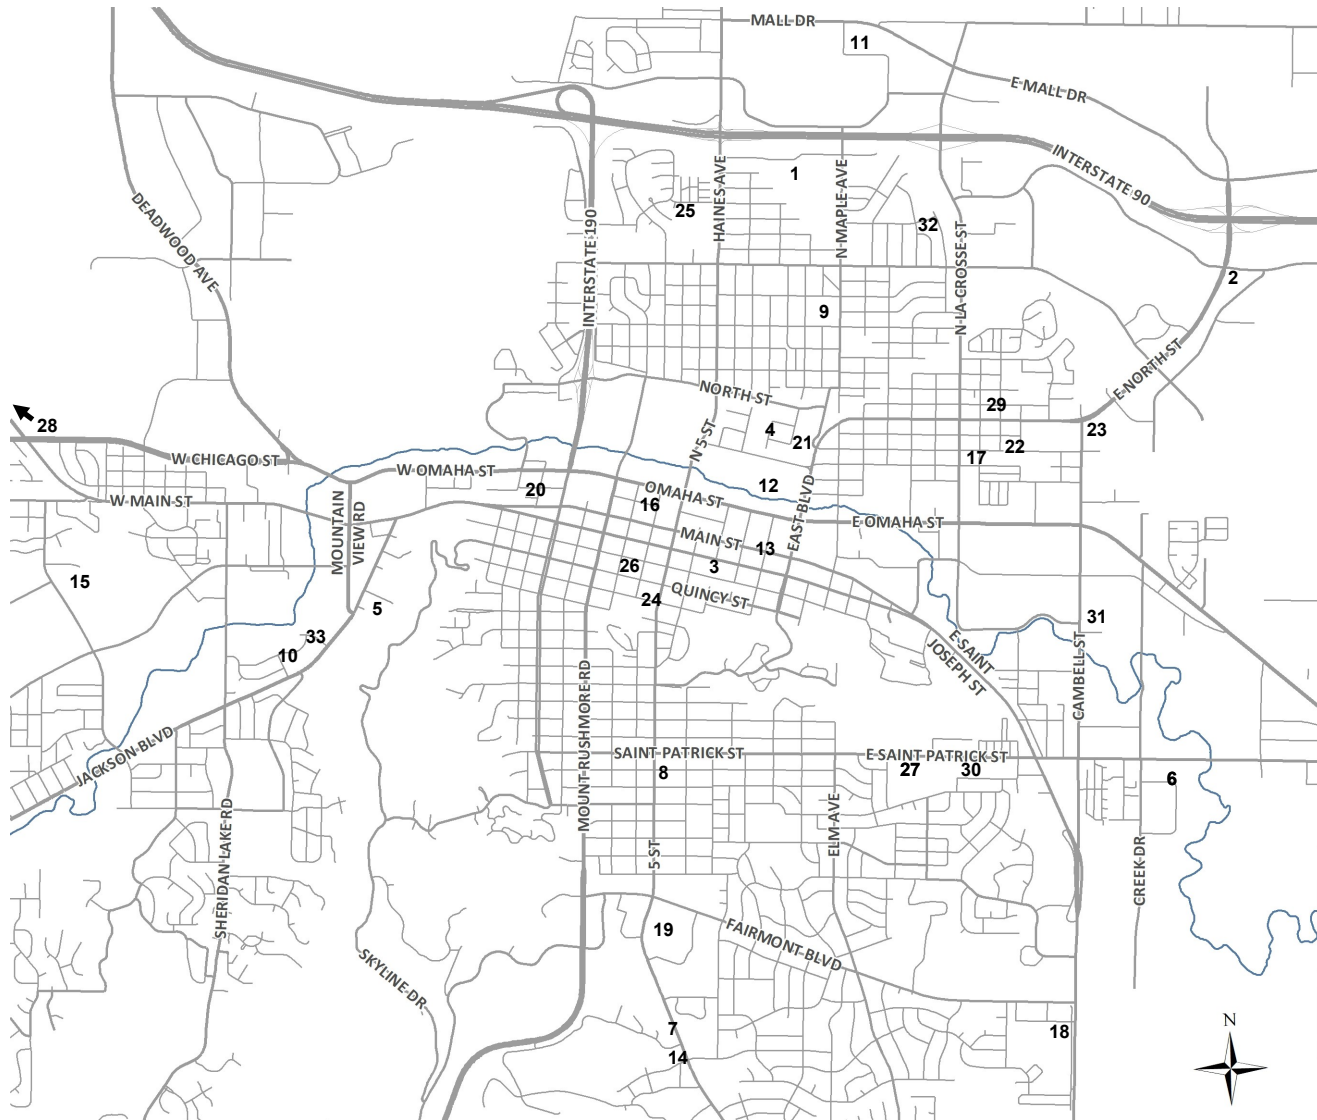 MALL DR
11
E MALL DR
INTERSTATE 90
1
HAINES AVE
N MAPLE AVE
25
32
DEADWOOD AVE
INTERSTATE 190
N LA CROSSE ST
2
9
E NORTH ST
NORTH ST
29
28
4
21
N 5 ST
23
22
17
W CHICAGO ST
W OMAHA ST
W MAIN ST
20
16
OMAHA ST
12
EAST BLVD
E OMAHA ST
MOUNTAIN
VIEW RD
MAIN ST
13
26
3
15
QUINCY ST
24
5
31
33
10
E SAINT
JOSEPH ST
CAMBELL ST
MOUNT RUSHMORE RD
JACKSON BLVD
SAINT PATRICK ST
E SAINT PATRICK ST
8
27
30
6
SHERIDAN LAKE RD
5 ST
ELM AVE
CREEK DR
19
FAIRMONT BLVD
SKYLINE DR
7
14
18
N